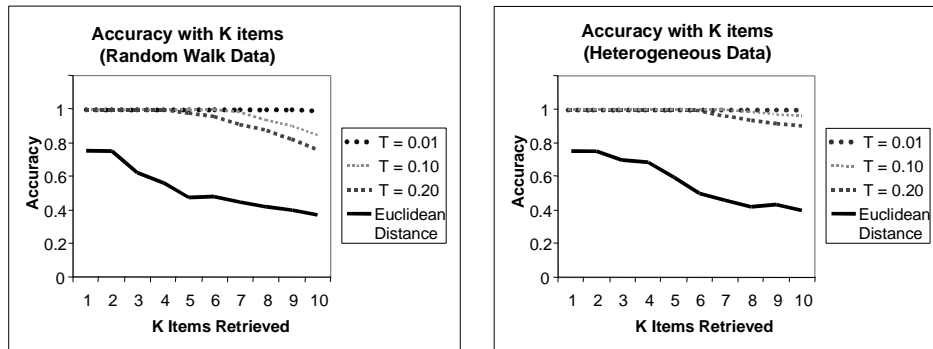 Accuracy with K items
(Random Walk Data)
1
0.8
0.6
0.4
0.2
0
Accuracy
1 2 3 4 5 6 7 8 9 10
K Items Retrieved
T = 0.01
T = 0.10
T = 0.20
Euclidean
Distance
Accuracy with K items
(Heterogeneous Data)
1
0.8
0.6
0.4
0.2
0
Accuracy
1 2 3 4 5 6 7 8 9 10
K Items Retrieved
T = 0.01
T = 0.10
T = 0.20
Euclidean
Distance